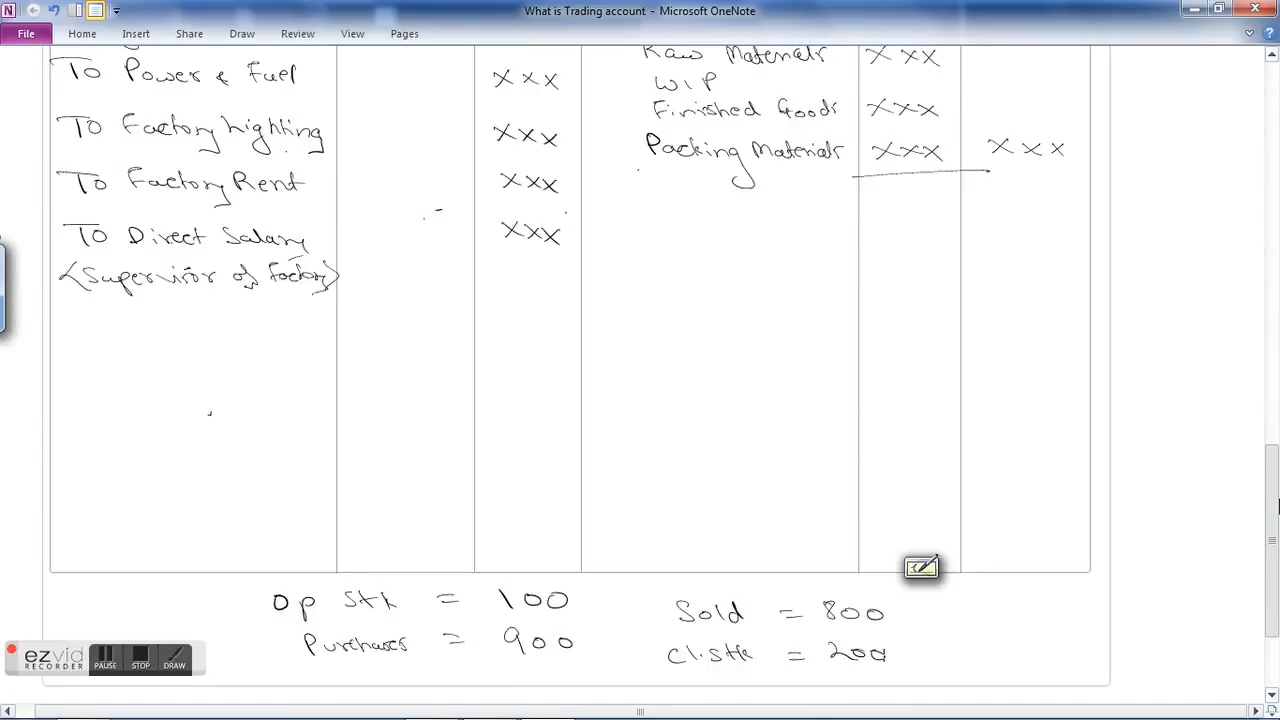 What is Trading account - Microsoft OneNote
File Home Insert Share Draw Review View Pages
Raw Materials XXX
To Power & Fuel XXX
WIP
Finished Goods XXX
To Factory Lighting XXX
Packing Materials XXX XXX
To Factory Rent XXX
To Direct Salary XXX
<Supervisor of Factory>
Op Stk = 100
Sold = 800
Purchases = 900
Cl.Stk = 200
ezvid
RECORDER
PAUSE STOP DRAW